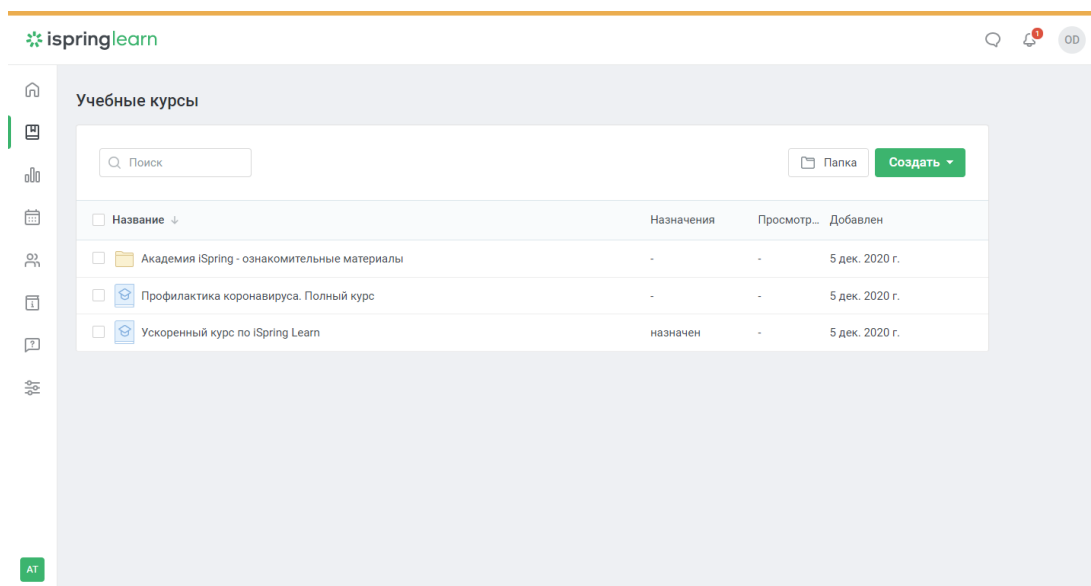 ispringlearn
1
OD
Учебные курсы
Поиск
Папка
Создать
Название Назначения Просмотр... Добавлен
Академия iSpring - ознакомительные материалы - - 5 дек. 2020 г.
Профилактика коронавируса. Полный курс - - 5 дек. 2020 г.
Ускоренный курс по iSpring Learn назначен - 5 дек. 2020 г.
AT